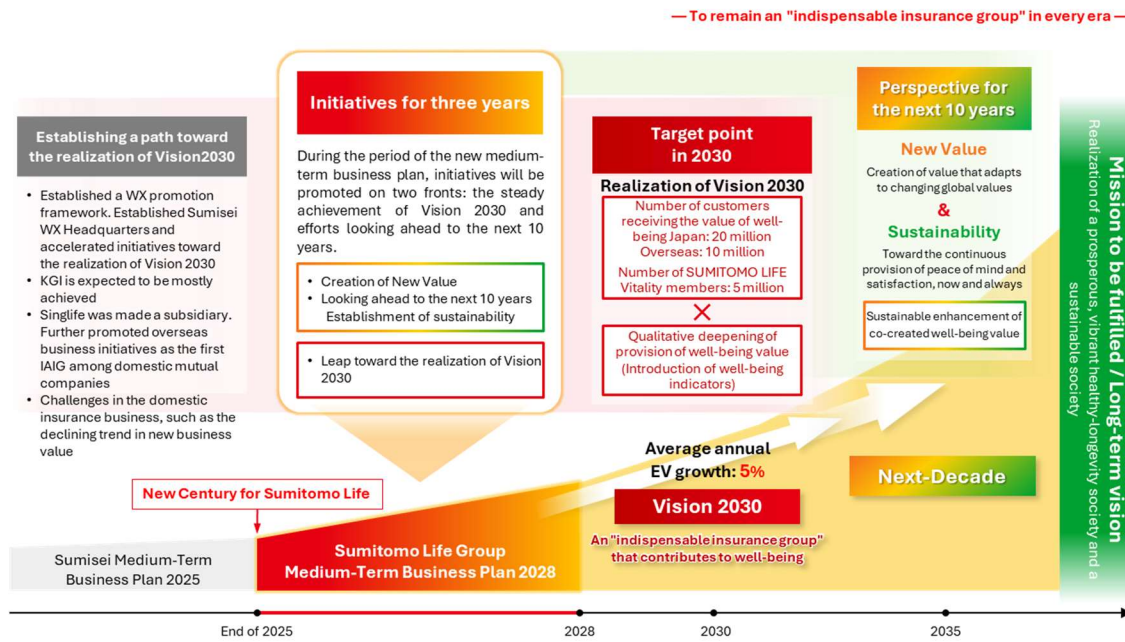 — To remain an "indispensable insurance group" in every era —
Establishing a path toward
the realization of Vision2030
• Established a WX promotion
framework. Established Sumisei
WX Headquarters and
accelerated initiatives toward
the realization of Vision 2030
• KGI is expected to be mostly
achieved
• Singlife was made a subsidiary.
Further promoted overseas
business initiatives as the first
IAIG among domestic mutual
companies
• Challenges in the domestic
insurance business, such as the
declining trend in new business
value
Initiatives for three years
During the period of the new medium-
term business plan, initiatives will be
promoted on two fronts: the steady
achievement of Vision 2030 and
efforts looking ahead to the next 10
years.
• Creation of New Value
• Looking ahead to the next 10 years
Establishment of sustainability
• Leap toward the realization of Vision
2030
Target point
in 2030
Realization of Vision 2030
Number of customers
receiving the value of well-
being Japan: 20 million
Overseas: 10 million
Number of SUMITOMO LIFE
Vitality members: 5 million
×
Qualitative deepening of
provision of well-being value
(Introduction of well-being
indicators)
Perspective for
the next 10 years
New Value
Creation of value that adapts
to changing global values
&
Sustainability
Toward the continuous
provision of peace of mind and
satisfaction, now and always
Sustainable enhancement of
co-created well-being value
Mission to be fulfilled / Long-term vision
Realization of a prosperous, vibrant healthy-longevity society and a
sustainable society
Average annual
EV growth: 5%
Vision 2030
An "indispensable insurance group"
that contributes to well-being
Next-Decade
New Century for Sumitomo Life
Sumisei Medium-Term
Business Plan 2025
Sumitomo Life Group
Medium-Term Business Plan 2028
End of 2025
2028
2030
2035